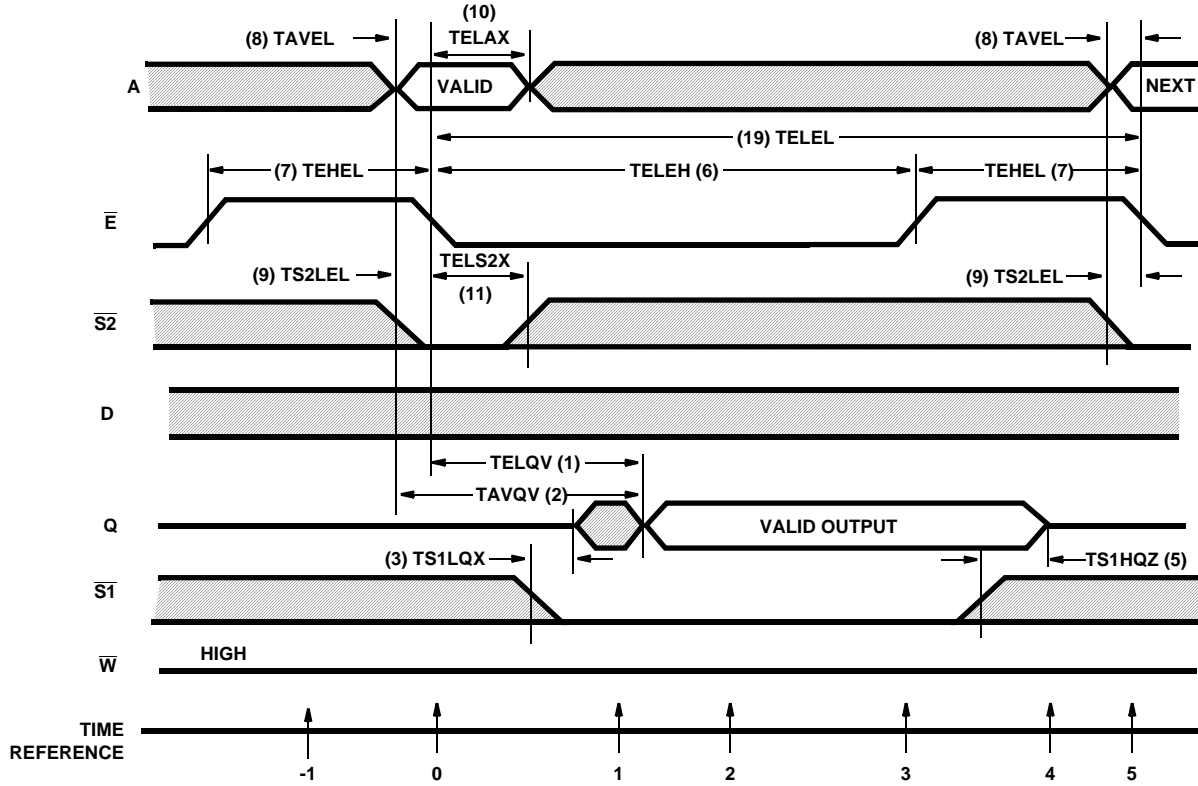 (10)
(8) TAVEL TELAX (8) TAVEL
A VALID NEXT
(19) TELEL
(7) TEHEL TELEH (6) TEHEL (7)
E
(9) TS2LEL TELS2X (9) TS2LEL
(11)
S2
D
TELQV (1)
TAVQV (2)
Q VALID OUTPUT
(3) TS1LQX TS1HQZ (5)
S1
HIGH
W
TIME
REFERENCE
-1 0 1 2 3 4 5